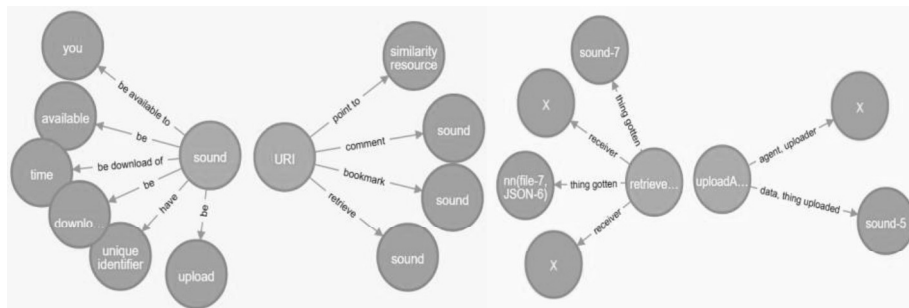 you
be available to
available
be
be download of
time
be
downlo...
have
unique
identifier
be
upload
sound
URI
point to
similarity
resource
comment
sound
bookmark
sound
retrieve
sound
sound-7
thing gotten
X
receiver
nn(file-7,
JSON-6)
thing gotten
retrieve...
receiver
X
uploadA...
agent, uploader
X
data, thing uploaded
sound-5